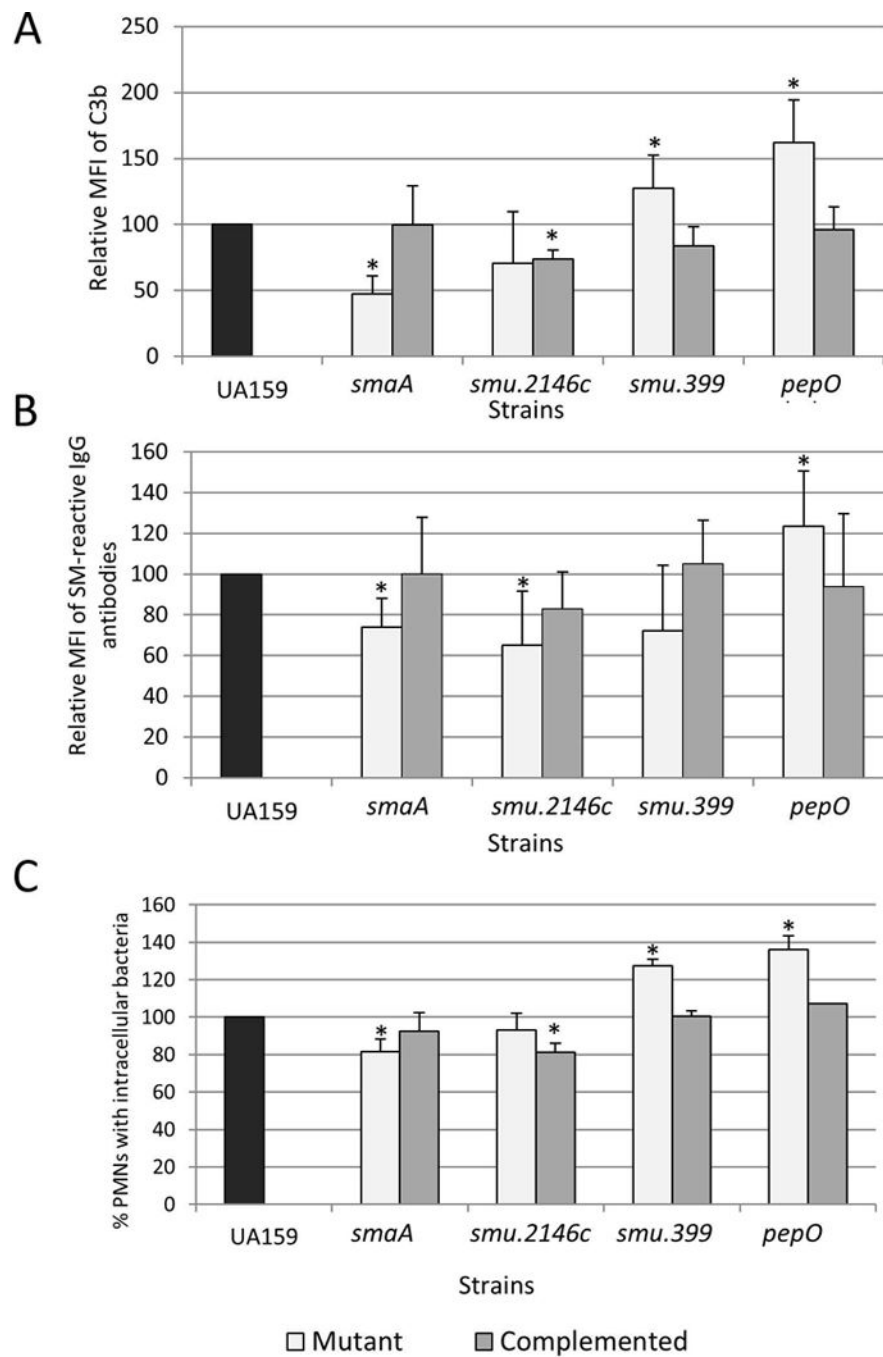 A
Relative MFI of C3b
250
200
150
100
50
0
*
*
*
*
UA159 smaA smu.2146c smu.399 pepO
Strains
B
Relative MFI of SM-reactive IgG
antibodies
160
140
120
100
80
60
40
20
0
*
*
*
UA159 smaA smu.2146c smu.399 pepO
Strains
C
% PMNs with intracellular bacteria
160
140
120
100
80
60
40
20
0
*
*
*
*
UA159 smaA smu.2146c smu.399 pepO
Strains
Mutant Complemented